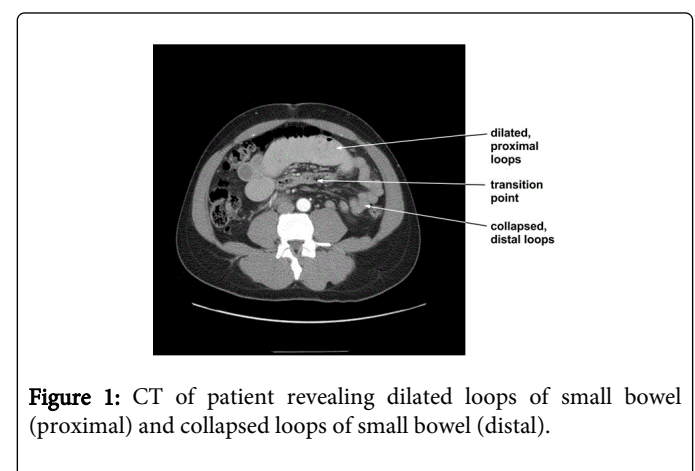 dilated,
proximal
loops
transition
point
collapsed,
distal loops
Figure 1: CT of patient revealing dilated loops of small bowel
(proximal) and collapsed loops of small bowel (distal).